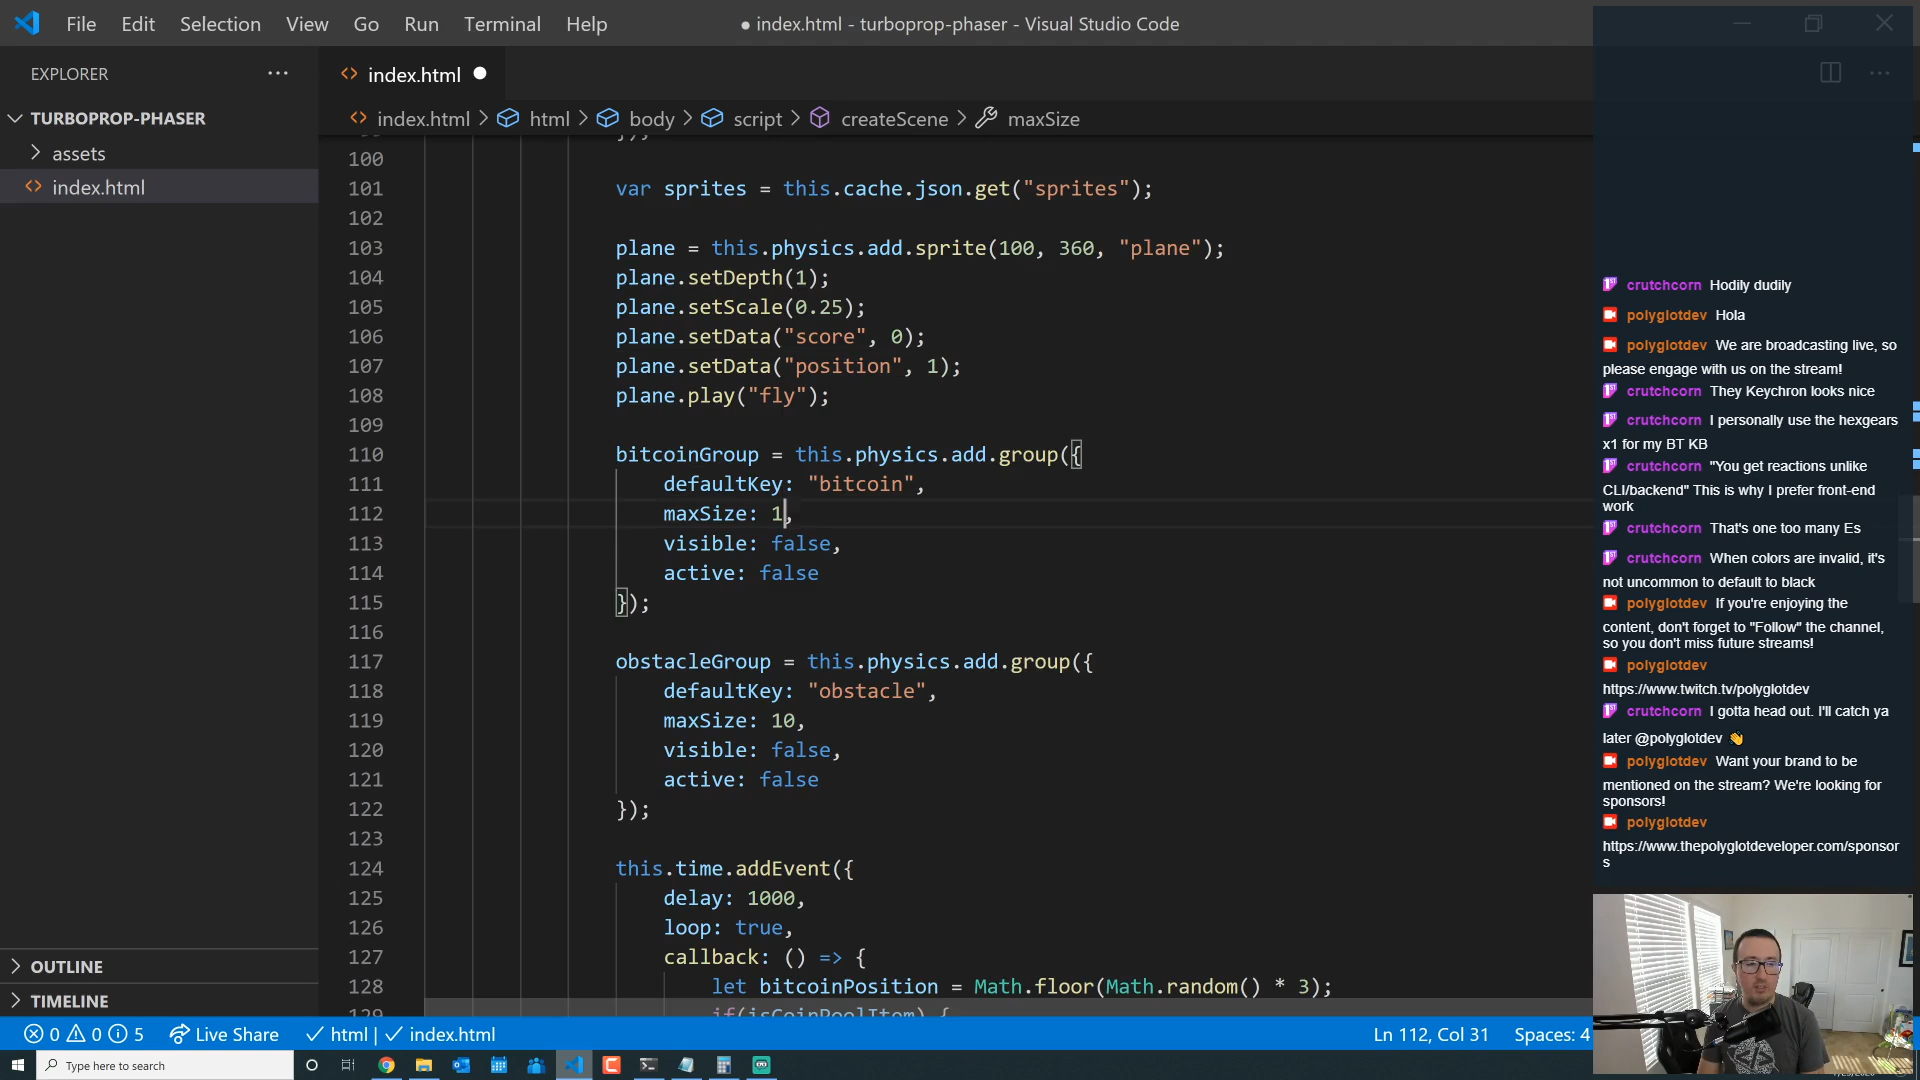 File Edit Selection View Go Run Terminal Help
● index.html - turboprop-phaser - Visual Studio Code
EXPLORER
TURBOPROP-PHASER
assets
index.html
OUTLINE
TIMELINE
index.html
index.html > html > body > script > createScene > maxSize
100
101 var sprites = this.cache.json.get("sprites");
102
103 plane = this.physics.add.sprite(100, 360, "plane");
104 plane.setDepth(1);
105 plane.setScale(0.25);
106 plane.setData("score", 0);
107 plane.setData("position", 1);
108 plane.play("fly");
109
110 bitcoinGroup = this.physics.add.group({
111 defaultKey: "bitcoin",
112 maxSize: 1,
113 visible: false,
114 active: false
115 });
116
117 obstacleGroup = this.physics.add.group({
118 defaultKey: "obstacle",
119 maxSize: 10,
120 visible: false,
121 active: false
122 });
123
124 this.time.addEvent({
125 delay: 1000,
126 loop: true,
127 callback: () => {
128 let bitcoinPosition = Math.floor(Math.random() * 3);
129 if(isCoinPoolItem) {
crutchcorn Hodily dudily
polyglotdev Hola
polyglotdev We are broadcasting live, so
please engage with us on the stream!
crutchcorn They Keychron looks nice
crutchcorn I personally use the hexgears
x1 for my BT KB
crutchcorn "You get reactions unlike
CLI/backend" This is why I prefer front-end
work
crutchcorn That's one too many Es
crutchcorn When colors are invalid, it's
not uncommon to default to black
polyglotdev If you're enjoying the
content, don't forget to "Follow" the channel,
so you don't miss future streams!
polyglotdev
https://www.twitch.tv/polyglotdev
crutchcorn I gotta head out. I'll catch ya
later @polyglotdev 👋
polyglotdev Want your brand to be
mentioned on the stream? We're looking for
sponsors!
polyglotdev
https://www.thepolyglotdeveloper.com/sponsor
s
0 0 5 Live Share html | index.html
Ln 112, Col 31 Spaces: 4
Type here to search